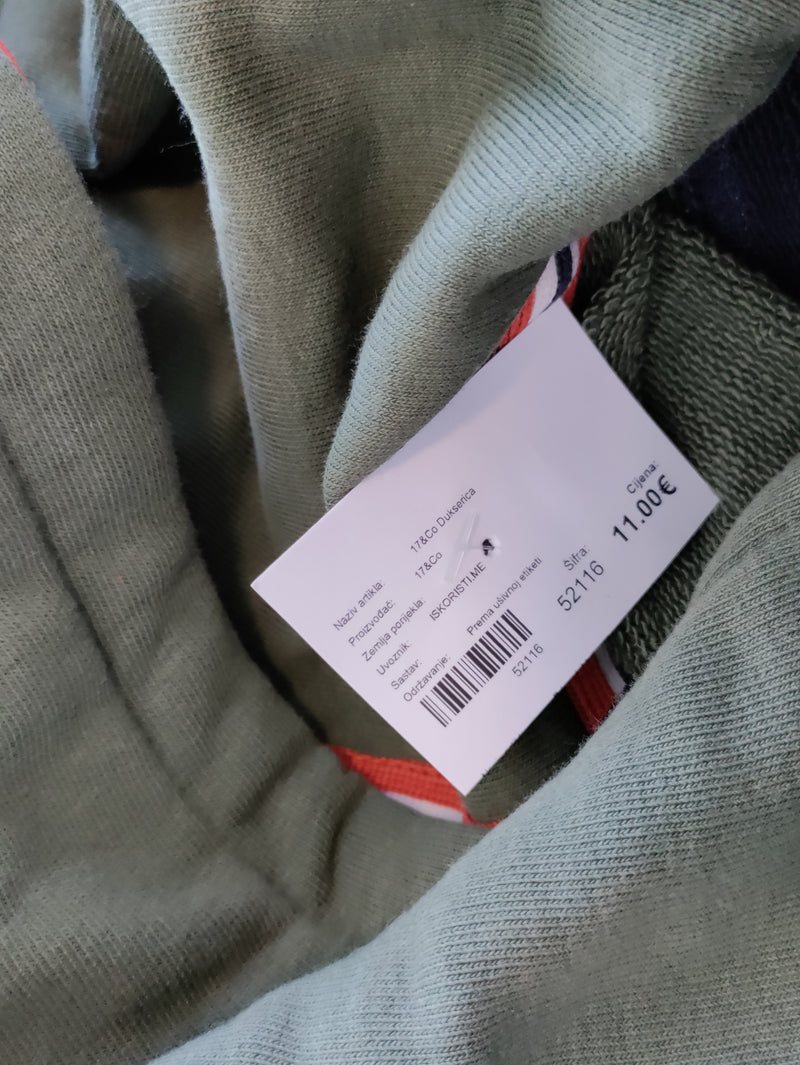 Naziv artikla: 17&Co Dukserica
Proizvođač: 17&Co
Zemlja porijekla:
Uvoznik: ISKORISTI.ME
Sastav:
Održavanje: Prema ušivnoj etiketi
52116
Šifra:
52116
Cijena:
11.00€